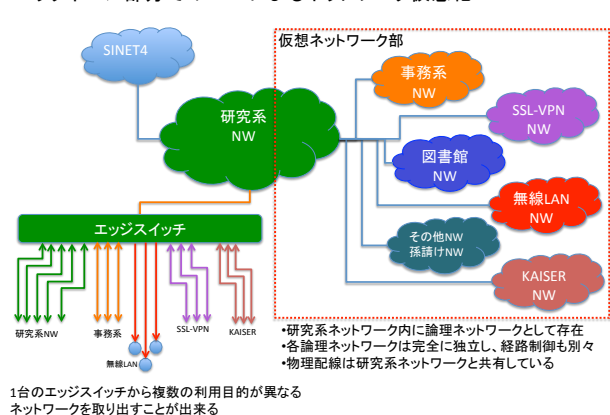 仮想ネットワーク部
SINET4
事務系
NW
研究系
NW
SSL-VPN
NW
図書館
NW
無線LAN
NW
エッジスイッチ
その他NW
孫請けNW
KAISER
NW
研究系NW
事務系
SSL-VPN
KAISER
無線LAN
•研究系ネットワーク内に論理ネットワークとして存在
•各論理ネットワークは完全に独立し、経路制御も別々
•物理配線は研究系ネットワークと共有している
1台のエッジスイッチから複数の利用目的が異なる
ネットワークを取り出すことが出来る